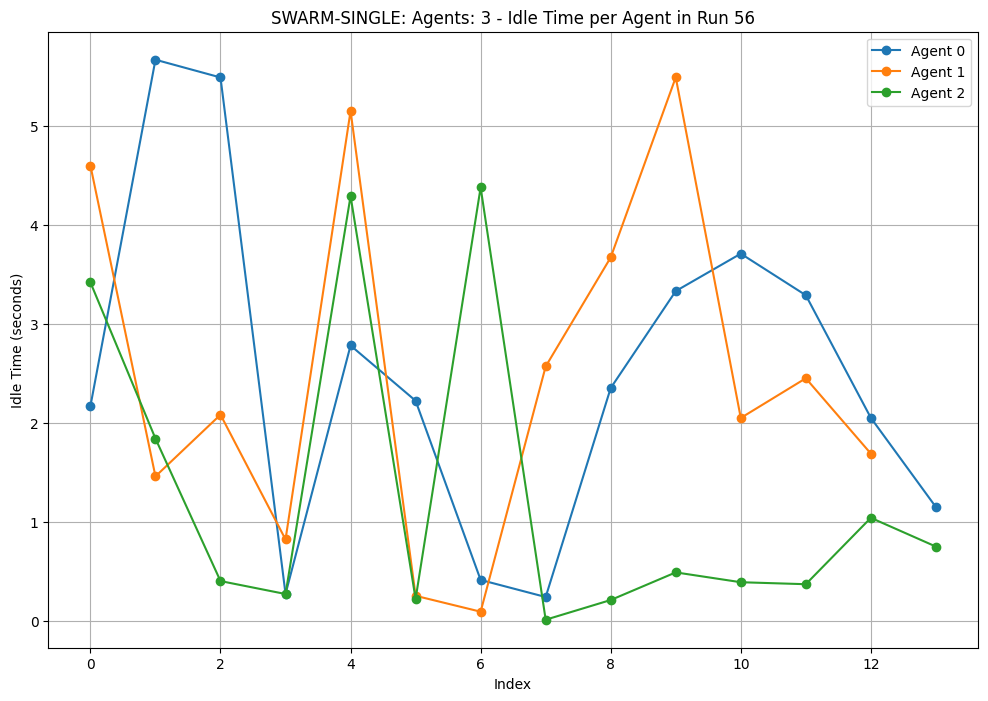 SWARM-SINGLE: Agents: 3 - Idle Time per Agent in Run 56
Agent 0
Agent 1
Agent 2
Idle Time (seconds)
5
4
3
2
1
0
0 2 4 6 8 10 12
Index